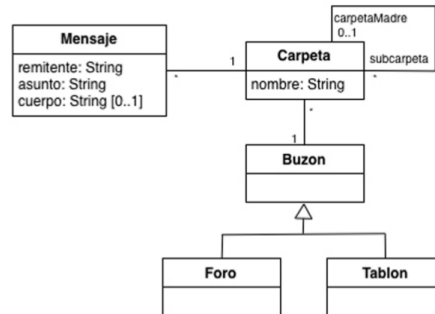 Mensaje
remitente: String
asunto: String
cuerpo: String [0..1]
*
1
Carpeta
nombre: String
carpetaMadre
0..1
subcarpeta
*
*
1
Buzon
Foro
Tablon